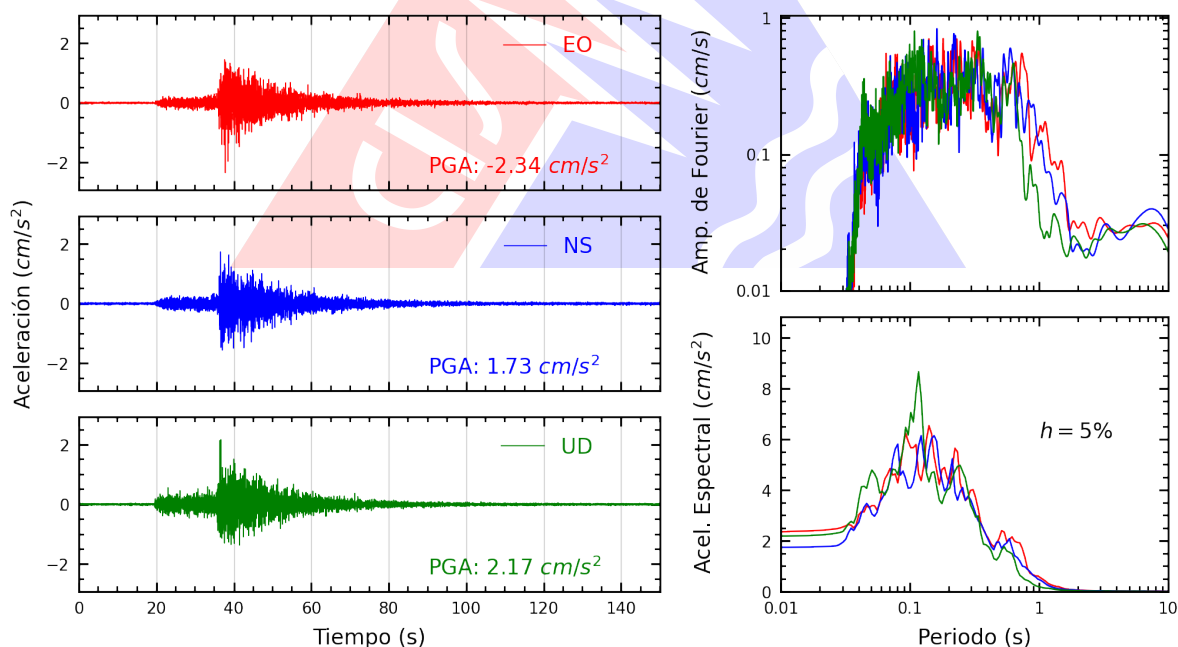 Aceleración (cm/s²)
2
0
−2
EO
PGA: -2.34 cm/s²
2
0
−2
NS
PGA: 1.73 cm/s²
2
0
−2
UD
PGA: 2.17 cm/s²
0 20 40 60 80 100 120 140
Tiempo (s)
Amp. de Fourier (cm/s)
1
0.1
0.01
Acel. Espectral (cm/s²)
10
8
6
4
2
0
h = 5%
0.01 0.1 1 10
Periodo (s)